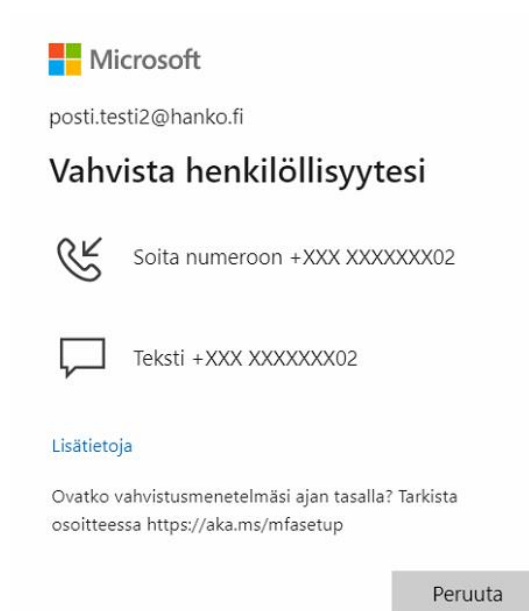 Microsoft
posti.testi2@hanko.fi
Vahvista henkilöllisyytesi
Soita numeroon +XXX XXXXXXX02
Teksti +XXX XXXXXXX02
Lisätietoja
Ovatko vahvistusmenetelmäsi ajan tasalla? Tarkista
osoitteessa https://aka.ms/mfasetup
Peruuta